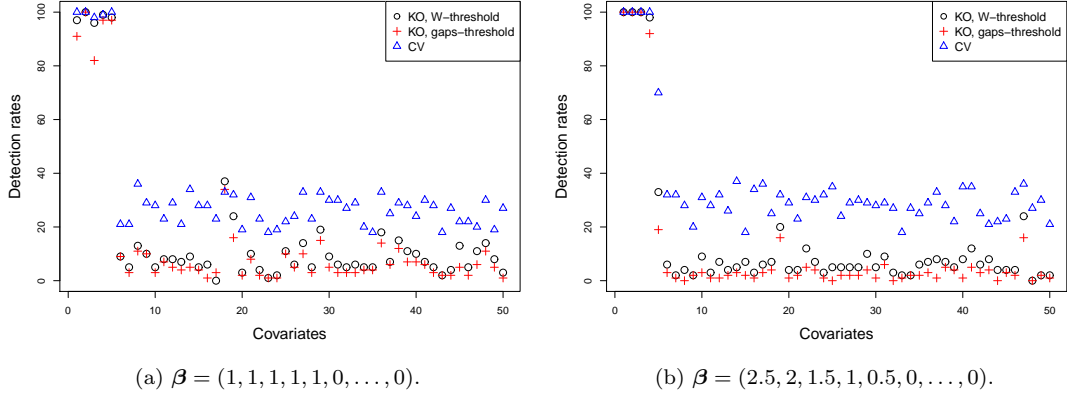 100
80
60
40
20
0
Detection rates
KO, W−threshold
KO, gaps−threshold
CV
0 10 20 30 40 50
Covariates
(a) β = (1, 1, 1, 1, 1, 0, . . . , 0).
100
80
60
40
20
0
Detection rates
KO, W−threshold
KO, gaps−threshold
CV
0 10 20 30 40 50
Covariates
(b) β = (2.5, 2, 1.5, 1, 0.5, 0, . . . , 0).